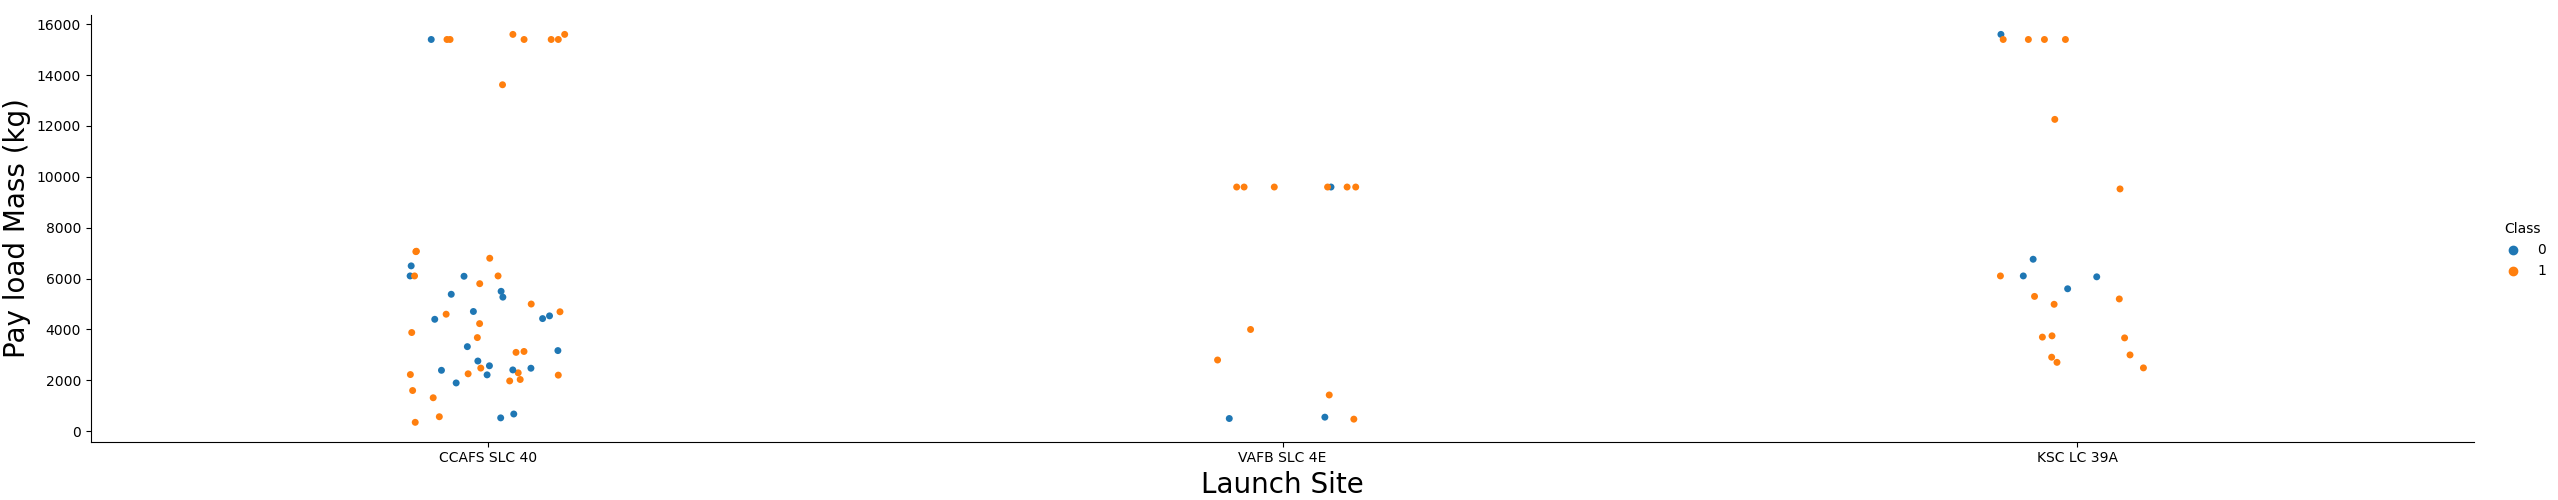 Pay load Mass (kg)
16000
14000
12000
10000
8000
6000
4000
2000
0
CCAFS SLC 40
VAFB SLC 4E
KSC LC 39A
Launch Site
Class
0
1